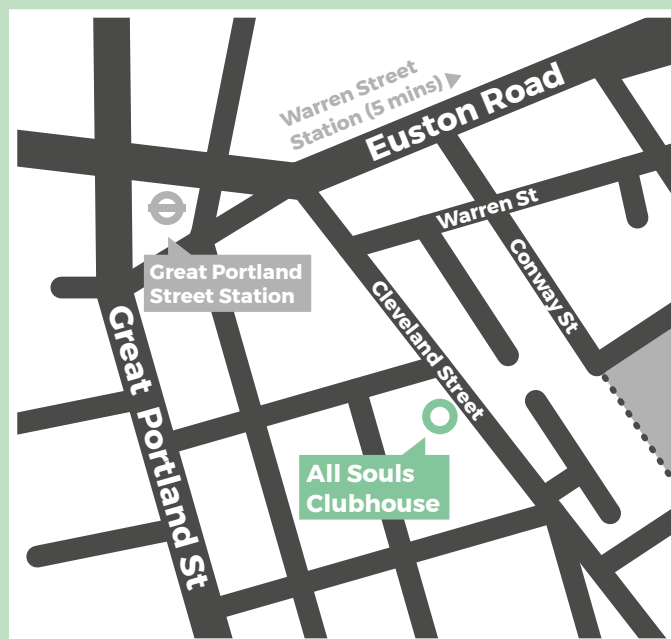 Warren Street
Station (5 mins)
Euston Road
Warren St
Great Portland
Street Station
Conway St
Cleveland Street
Great Portland St
All Souls
Clubhouse